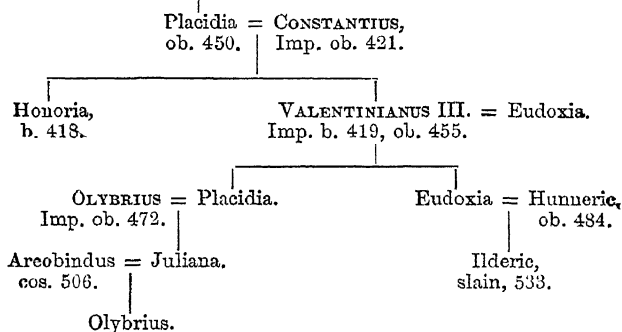 Placidia = CONSTANTIUS,
ob. 450. Imp. ob. 421.
Honoria, VALENTINIANUS III. = Eudoxia.
b. 418. Imp. b. 419, ob. 455.
OLYBRIUS = Placidia. Eudoxia = Hunneric,
Imp. ob. 472. ob. 484.
Areobindus = Juliana. Ilderic,
cos. 506. slain, 533.
Olybrius.